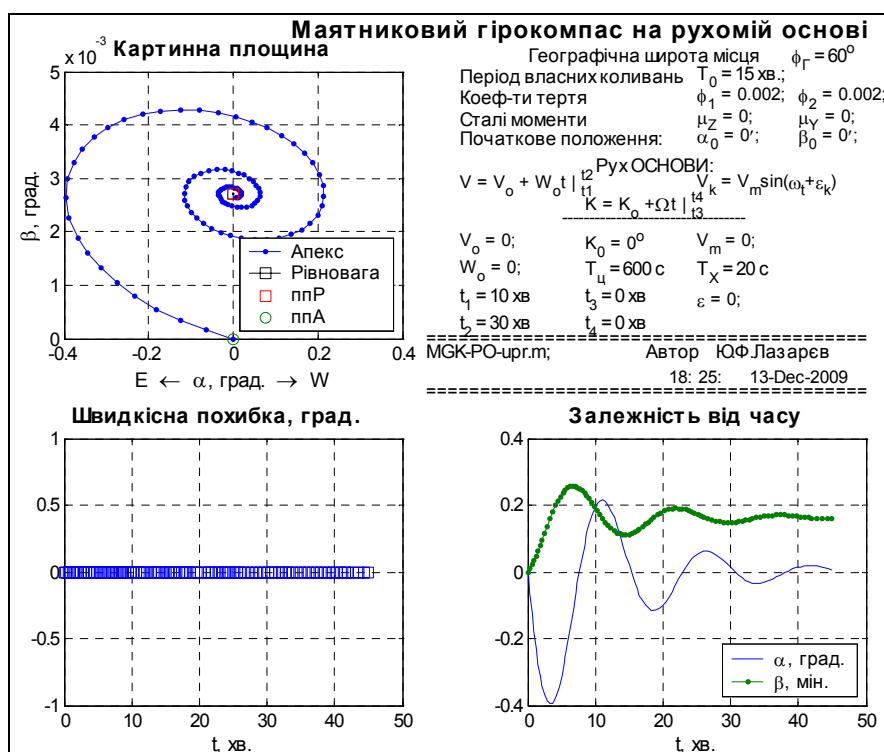 Маятниковий гірокомпас на рухомій основі
Картинна площина
x 10^-3
β, град.
5
4
3
2
1
0
-0.4
-0.2
0
0.2
0.4
E ← α, град. → W
Апекс
Рівновага
ппР
ппА
Географічна широта місця ϕ_Г = 60°
Період власних коливань T_0 = 15 хв.;
Коеф-ти тертя ϕ_1 = 0.002; ϕ_2 = 0.002;
Сталі моменти μ_Z = 0; μ_Y = 0;
Початкове положення: α_0 = 0'; β_0 = 0';
Рух ОСНОВИ:
V = V_o + W_o t |_t1^t2 V_k = V_m sin(ω_t+ε_k)
K = K_o + Ωt |_t3^t4
------------------------
V_o = 0; K_0 = 0° V_m = 0;
W_o = 0; T_ц = 600 c T_X = 20 c
t_1 = 10 хв t_3 = 0 хв ε = 0;
t_2 = 30 хв t_4 = 0 хв
==============================================
MGK-PO-upr.m; Автор Ю.Ф.Лазарєв
18: 25: 13-Dec-2009
==============================================
Швидкісна похибка, град.
1
0.5
0
-0.5
-1
0
10
20
30
40
50
t, хв.
Залежність від часу
0.4
0.2
0
-0.2
-0.4
0
10
20
30
40
50
t, хв.
α, град.
β, мін.